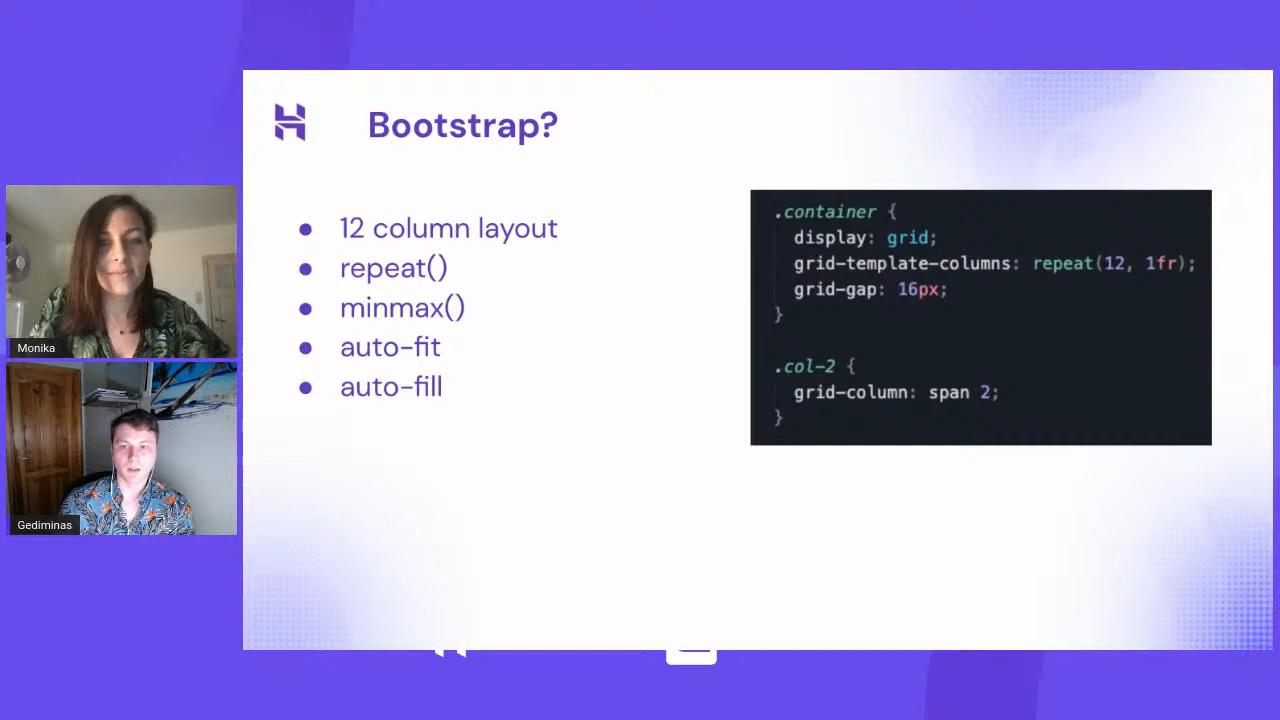 Bootstrap?
● 12 column layout
● repeat()
● minmax()
● auto-fit
● auto-fill
.container {
display: grid;
grid-template-columns: repeat(12, 1fr);
grid-gap: 16px;
}
.col-2 {
grid-column: span 2;
}
Monika
Gediminas